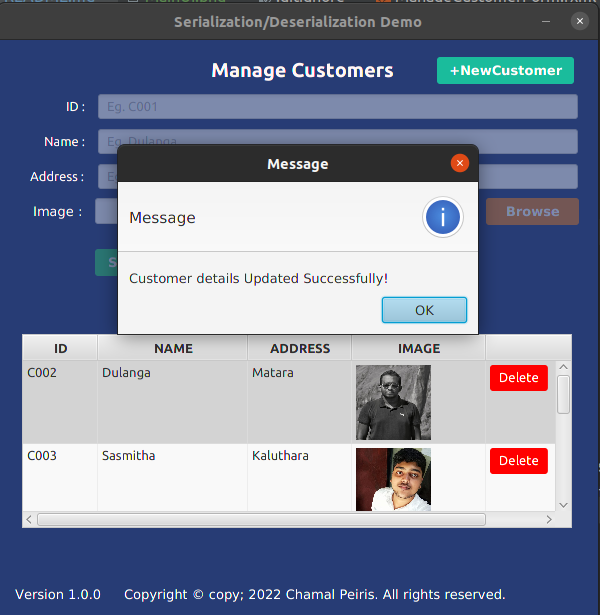 Serialization/Deserialization Demo
Manage Customers
+NewCustomer
ID :
Eg. C001
Name :
Eg. Dulanga
Address :
Image :
Browse
Message
Message
Customer details Updated Successfully!
OK
ID NAME ADDRESS IMAGE
C002 Dulanga Matara Delete
C003 Sasmitha Kaluthara Delete
Version 1.0.0 Copyright © copy; 2022 Chamal Peiris. All rights reserved.